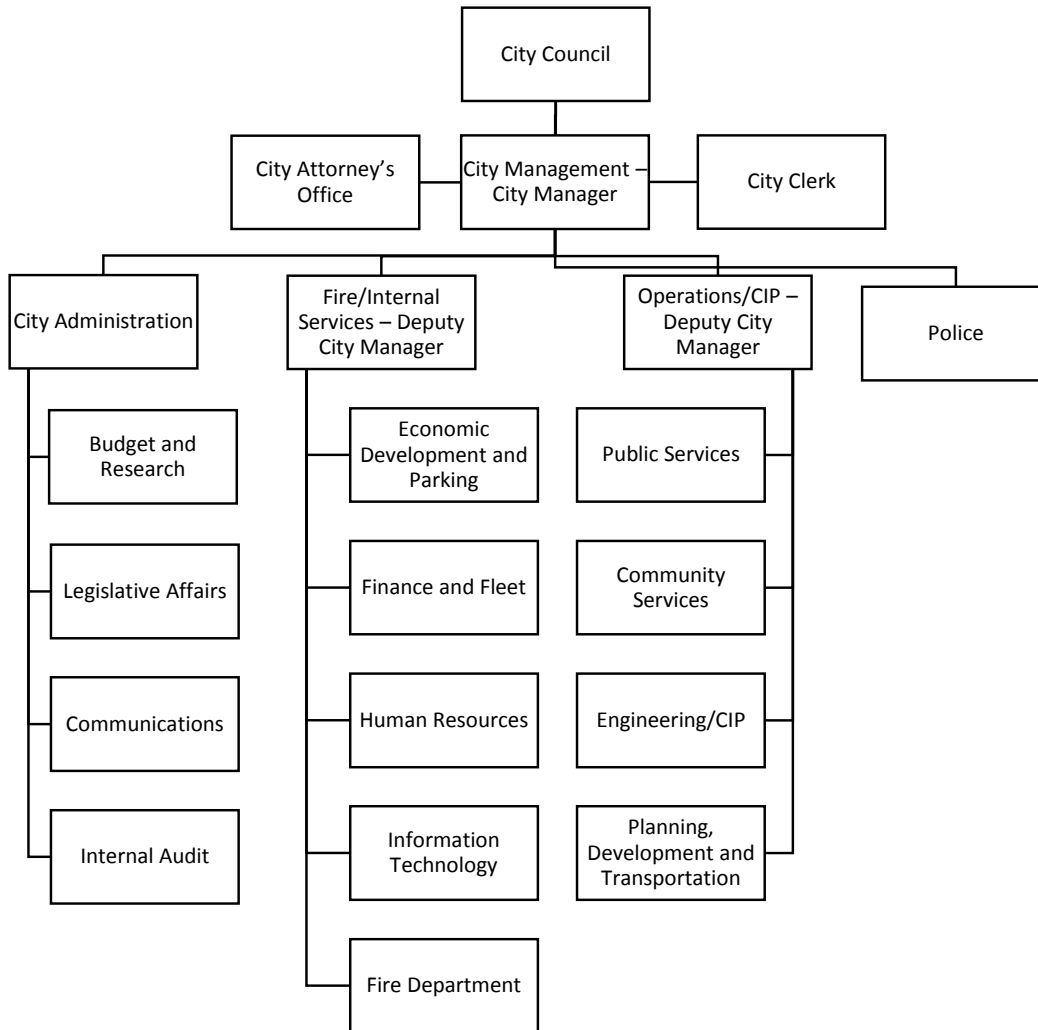 City Council
City Attorney’s
Office
City Management –
City Manager
City Clerk
City Administration
Fire/Internal
Services – Deputy
City Manager
Operations/CIP –
Deputy City
Manager
Police
Budget and
Research
Economic
Development and
Parking
Public Services
Legislative Affairs
Finance and Fleet
Community
Services
Communications
Human Resources
Engineering/CIP
Internal Audit
Information
Technology
Planning,
Development and
Transportation
Fire Department